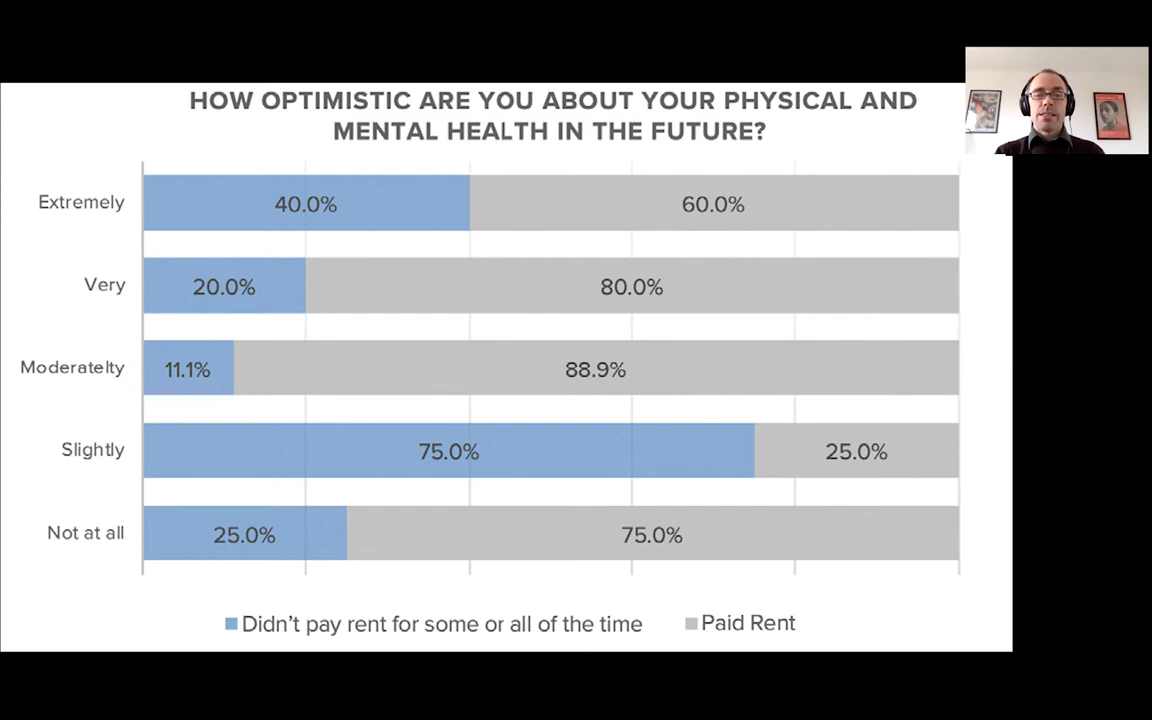 HOW OPTIMISTIC ARE YOU ABOUT YOUR PHYSICAL AND
MENTAL HEALTH IN THE FUTURE?
Extremely
40.0%
60.0%
Very
20.0%
80.0%
Moderatelty
11.1%
88.9%
Slightly
75.0%
25.0%
Not at all
25.0%
75.0%
Didn't pay rent for some or all of the time
Paid Rent